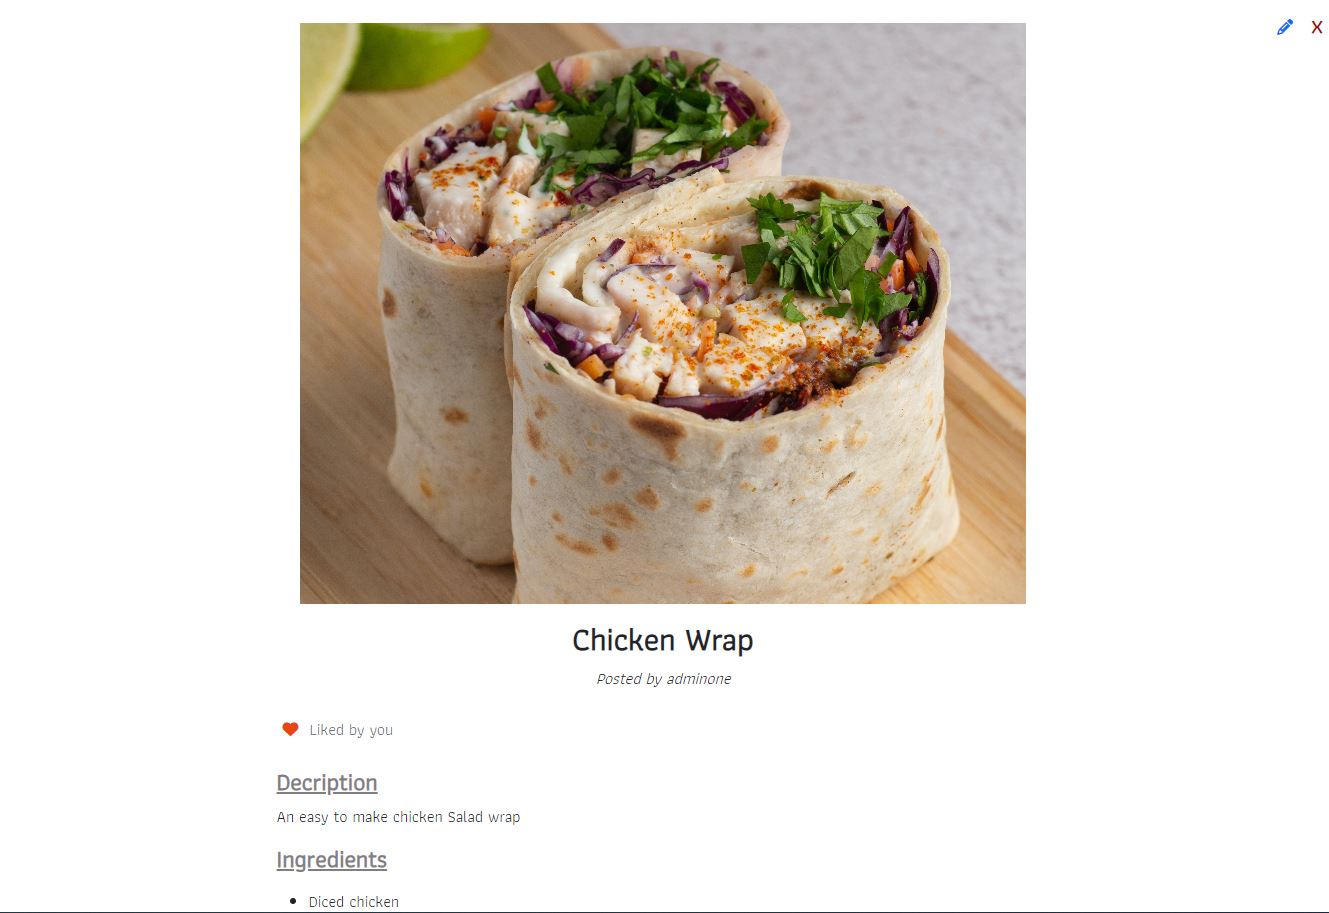 X
Chicken Wrap
Posted by adminone
Liked by you
Decription
An easy to make chicken Salad wrap
Ingredients
Diced chicken